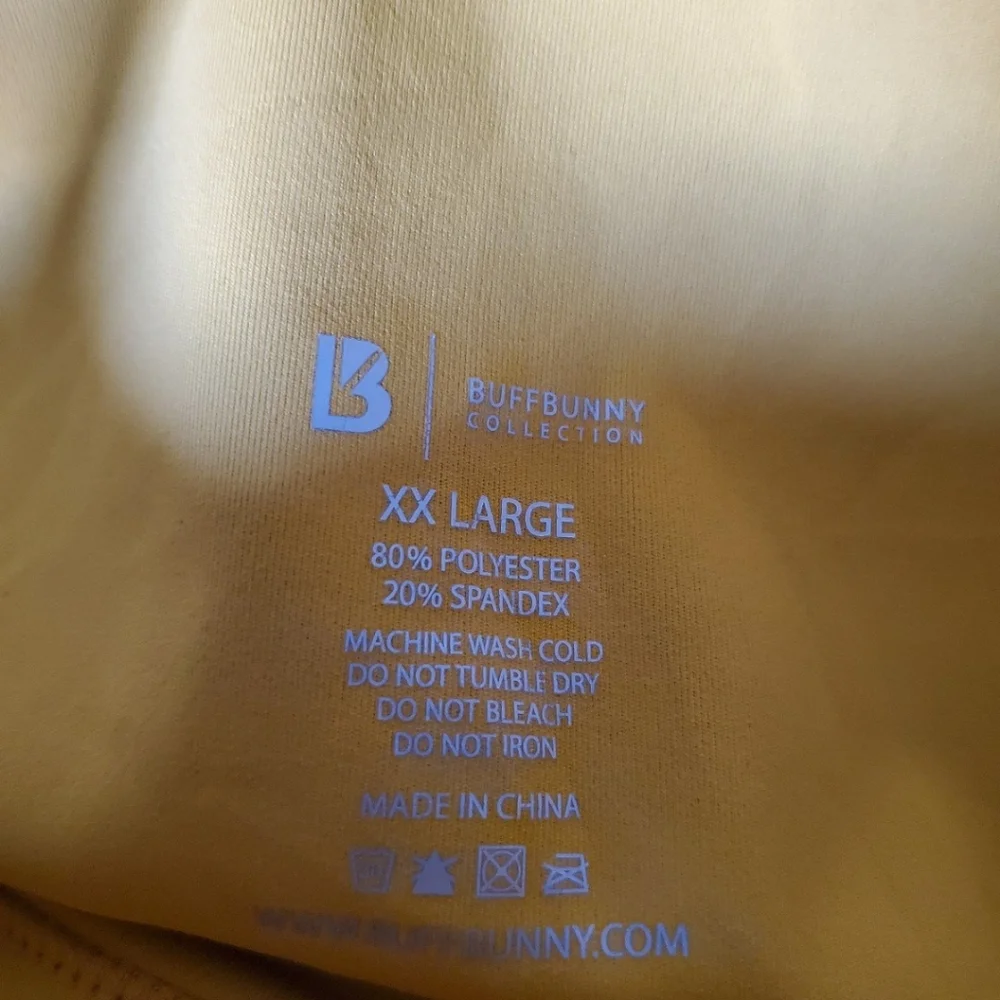 B
BUFFBUNNY
COLLECTION
XX LARGE
80% POLYESTER
20% SPANDEX
MACHINE WASH COLD
DO NOT TUMBLE DRY
DO NOT BLEACH
DO NOT IRON
MADE IN CHINA
WWW.BUFFBUNNY.COM